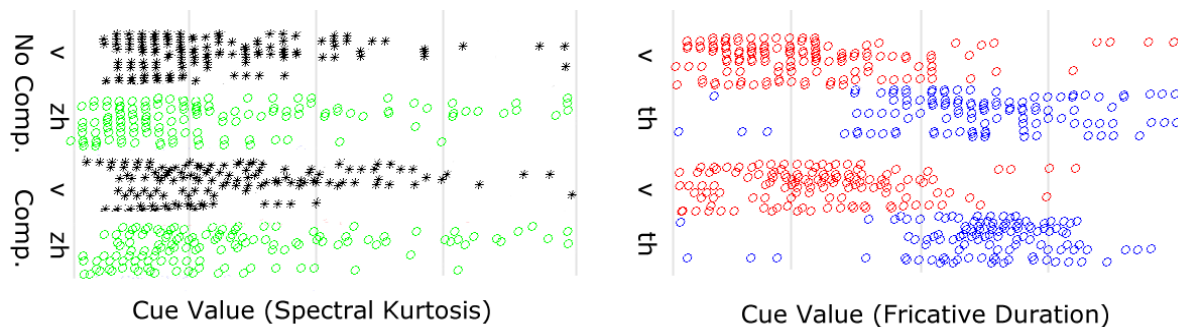 No Comp.
v
zh
Comp.
v
zh
Cue Value (Spectral Kurtosis)
v
th
v
th
Cue Value (Fricative Duration)